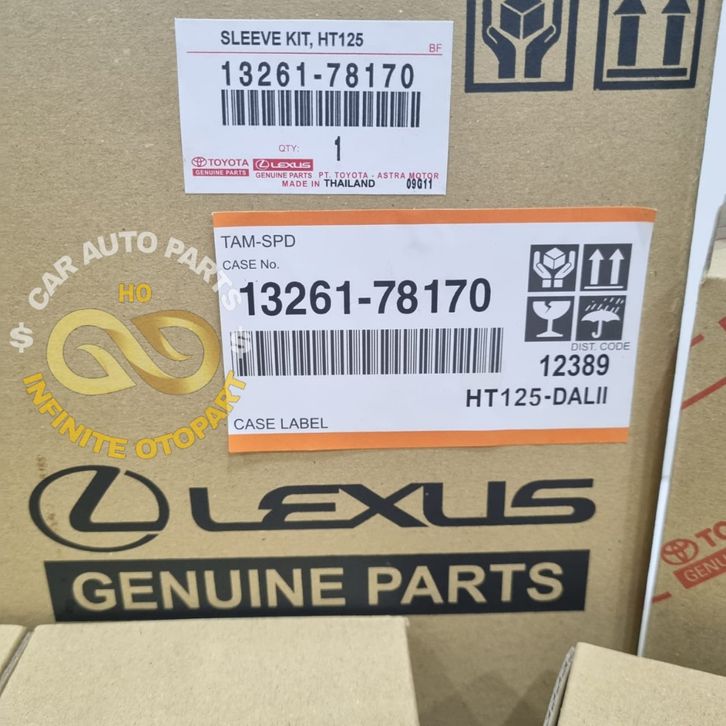 SLEEVE KIT, HT125
BF
13261-78170
QTY: 1
TOYOTA
GENUINE PARTS
LEXUS
GENUINE PARTS
PT. TOYOTA - ASTRA MOTOR
MADE IN THAILAND 09G11
TAM-SPD
CASE No.
13261-78170
DIST. CODE
12389
HT125-DALII
CASE LABEL
$ CAR AUTO PARTS $
HO
INFINITE OTOPART
LEXUS
GENUINE PARTS